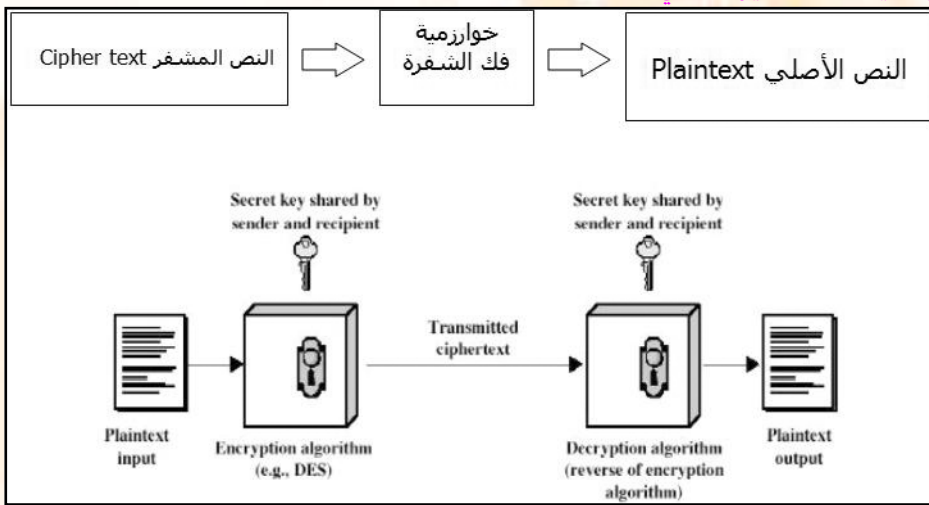 النص المشفر Cipher text
خوارزمية
فك الشفرة
النص الأصلي Plaintext
Secret key shared by
sender and recipient
Secret key shared by
sender and recipient
Transmitted
ciphertext
Plaintext
input
Encryption algorithm
(e.g., DES)
Decryption algorithm
(reverse of encryption
algorithm)
Plaintext
output